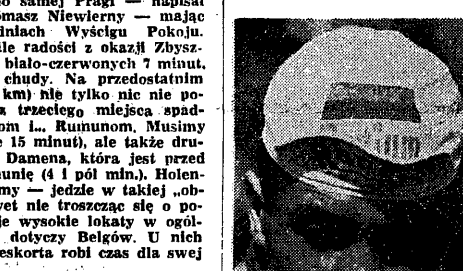 samej Pragi — napisał
omasz Niewierny — mając
dniach Wyścigu Pokoju.
ile radości z okazji Zbysz-
biało-czerwonych 7 minut,
chudy. Na przedostatnim
km) nie tylko nic nie po-
z trzeciego miejsca spad-
om i... Rumunom. Musimy
e 15 minut), ale także dru-
Damena, która jest przed
unię (4 i pół min.). Holen-
my — jedzie w takiej „ob-
wet nie troszcząc się o po-
je wysokie lokaty w ogól-
dotyczy Belgów. U nich
eskorta robi czas dla swej